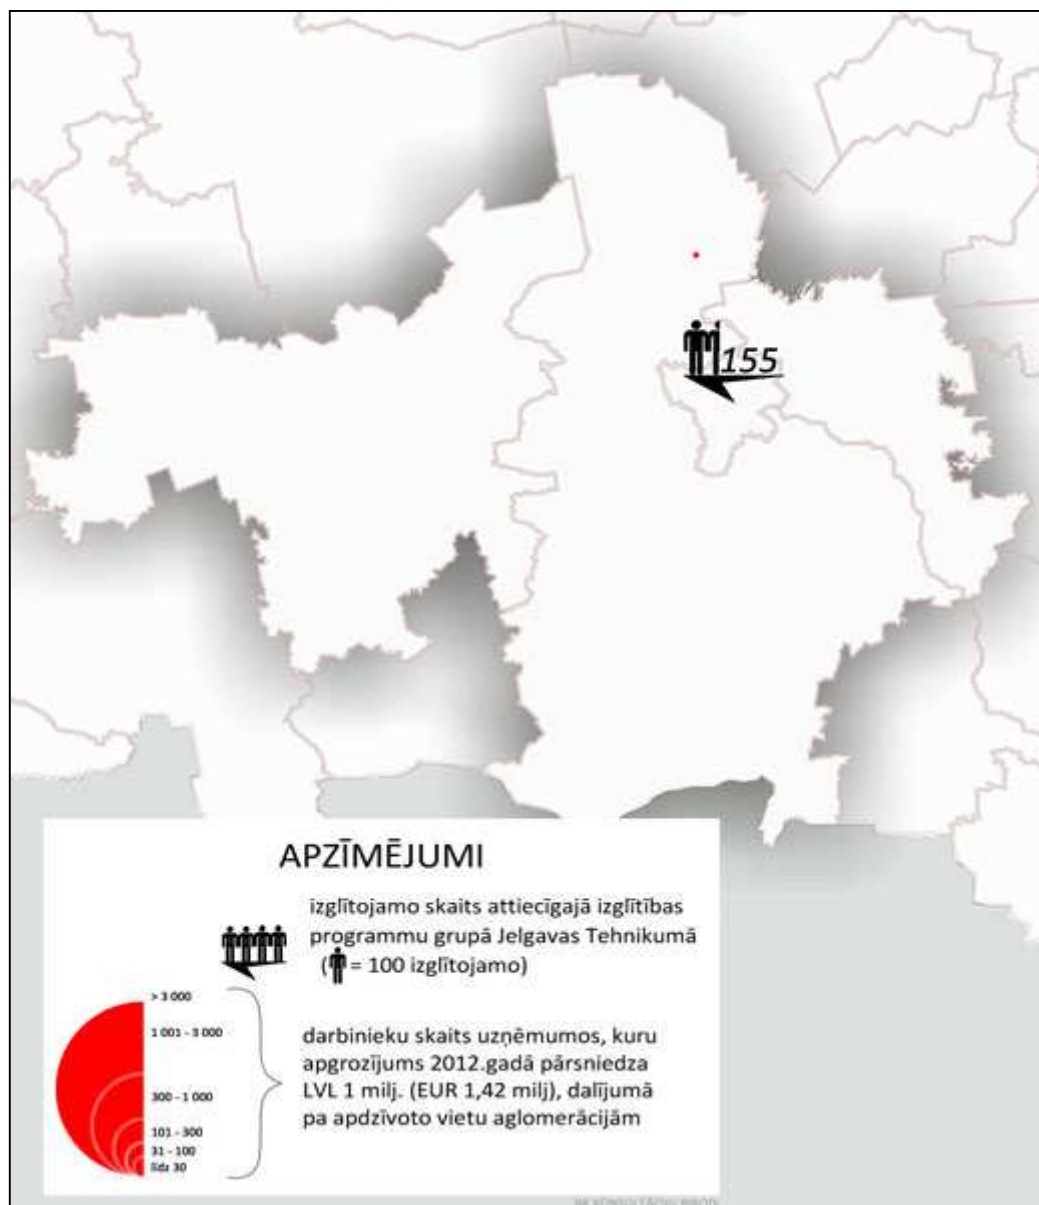 155
APZĪMĒJUMI
izglītojamo skaits attiecīgajā izglītības
programmu grupā Jelgavas Tehnikumā
( = 100 izglītojamo)
> 3 000
1 001 - 3 000
300 - 1 000
101 - 300
31 - 100
līdz 30
darbinieku skaits uzņēmumos, kuru
apgrozījums 2012.gadā pārsniedza
LVL 1 milj. (EUR 1,42 milj), dalījumā
pa apdzīvoto vietu aglomerācijām